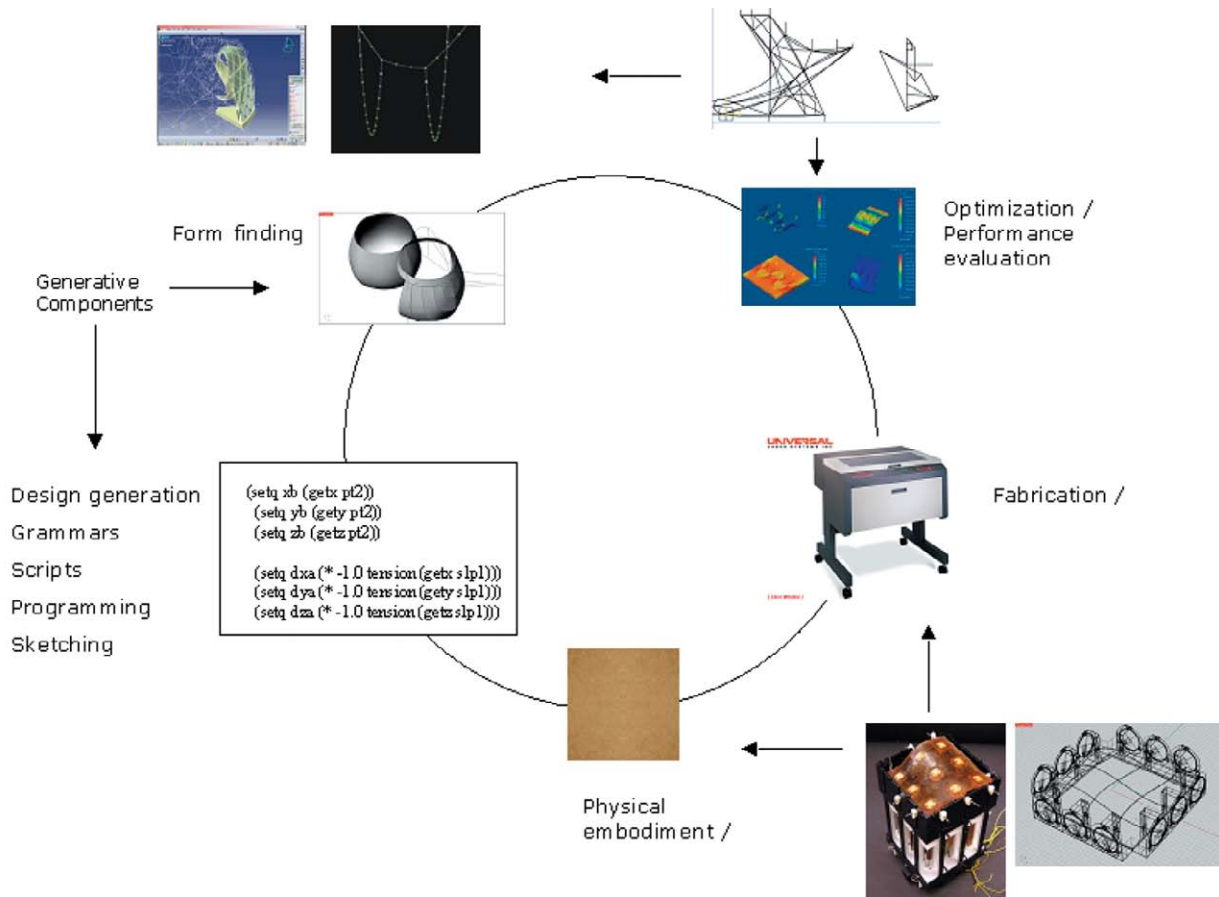 Form finding
Optimization /
Performance
evaluation
Generative
Components
Design generation
Grammars
Scripts
Programming
Sketching
(setq xb (getx pt2))
(setq yb (gety pt2))
(setq zb (getz pt2))
(setq dxa (* -1.0 tension (getx slp1)))
(setq dya (* -1.0 tension (gety slp1)))
(setq dza (* -1.0 tension (getz slp1)))
UNIVERSAL
Fabrication /
Physical
embodiment /